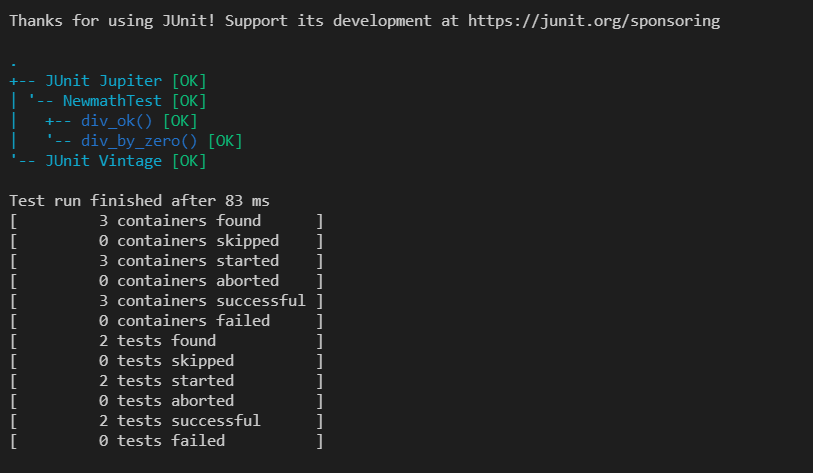 Thanks for using JUnit! Support its development at https://junit.org/sponsoring

.
+-- JUnit Jupiter [OK]
| '-- NewmathTest [OK]
|   +-- div_ok() [OK]
|   '-- div_by_zero() [OK]
'-- JUnit Vintage [OK]

Test run finished after 83 ms
[         3 containers found      ]
[         0 containers skipped    ]
[         3 containers started    ]
[         0 containers aborted    ]
[         3 containers successful ]
[         0 containers failed     ]
[         2 tests found           ]
[         0 tests skipped         ]
[         2 tests started         ]
[         0 tests aborted         ]
[         2 tests successful      ]
[         0 tests failed          ]